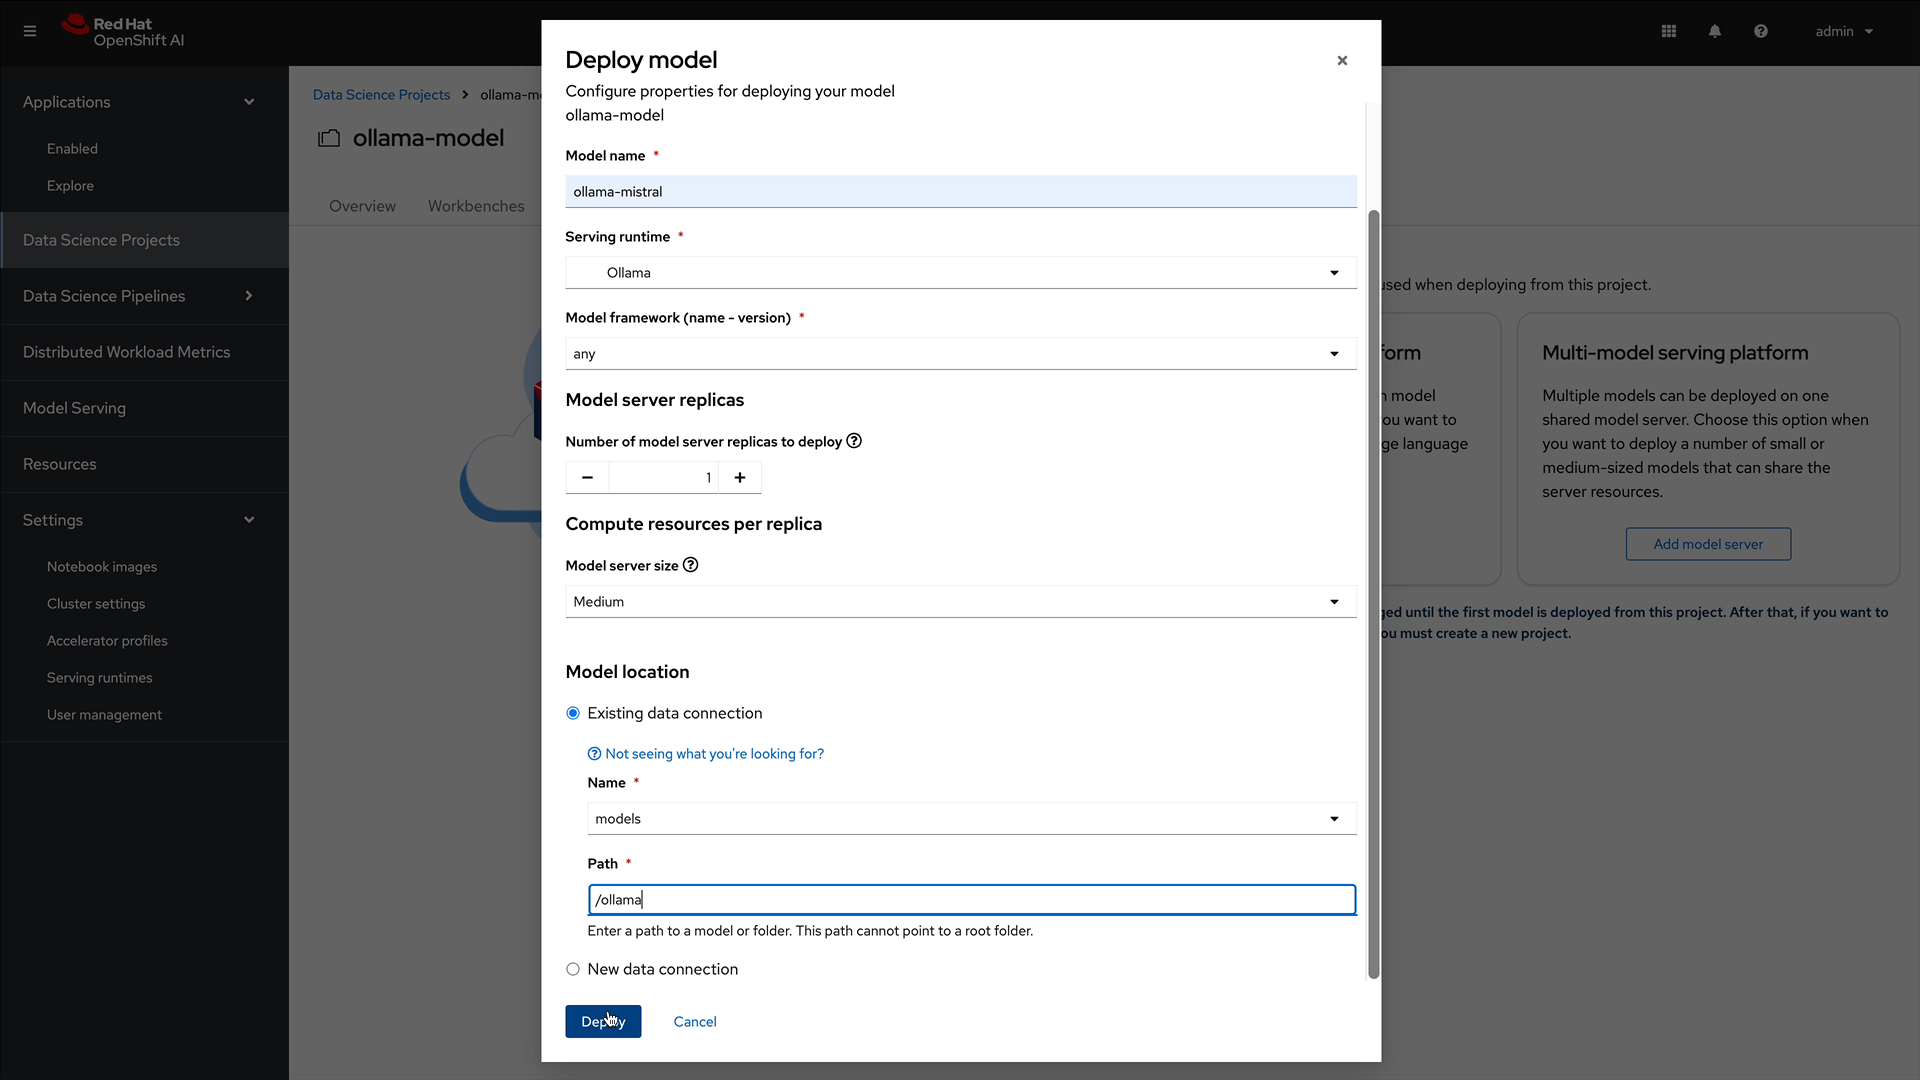 Red Hat
OpenShift AI
admin
Applications
Enabled
Explore
Data Science Projects
Data Science Pipelines
Distributed Workload Metrics
Model Serving
Resources
Settings
Notebook images
Cluster settings
Accelerator profiles
Serving runtimes
User management
Data Science Projects
ollama-model
Overview
Workbenches
Deploy model
Configure properties for deploying your model
ollama-model
Model name *
ollama-mistral
Serving runtime *
Ollama
Model framework (name - version) *
any
Model server replicas
Number of model server replicas to deploy
1
Compute resources per replica
Model server size
Medium
Model location
Existing data connection
Not seeing what you're looking for?
Name *
models
Path *
/ollama
Enter a path to a model or folder. This path cannot point to a root folder.
New data connection
Deploy
Cancel
used when deploying from this project.
model
ou want to
language
Multi-model serving platform
Multiple models can be deployed on one
shared model server. Choose this option when
you want to deploy a number of small or
medium-sized models that can share the
server resources.
Add model server
until the first model is deployed from this project. After that, if you want to
you must create a new project.